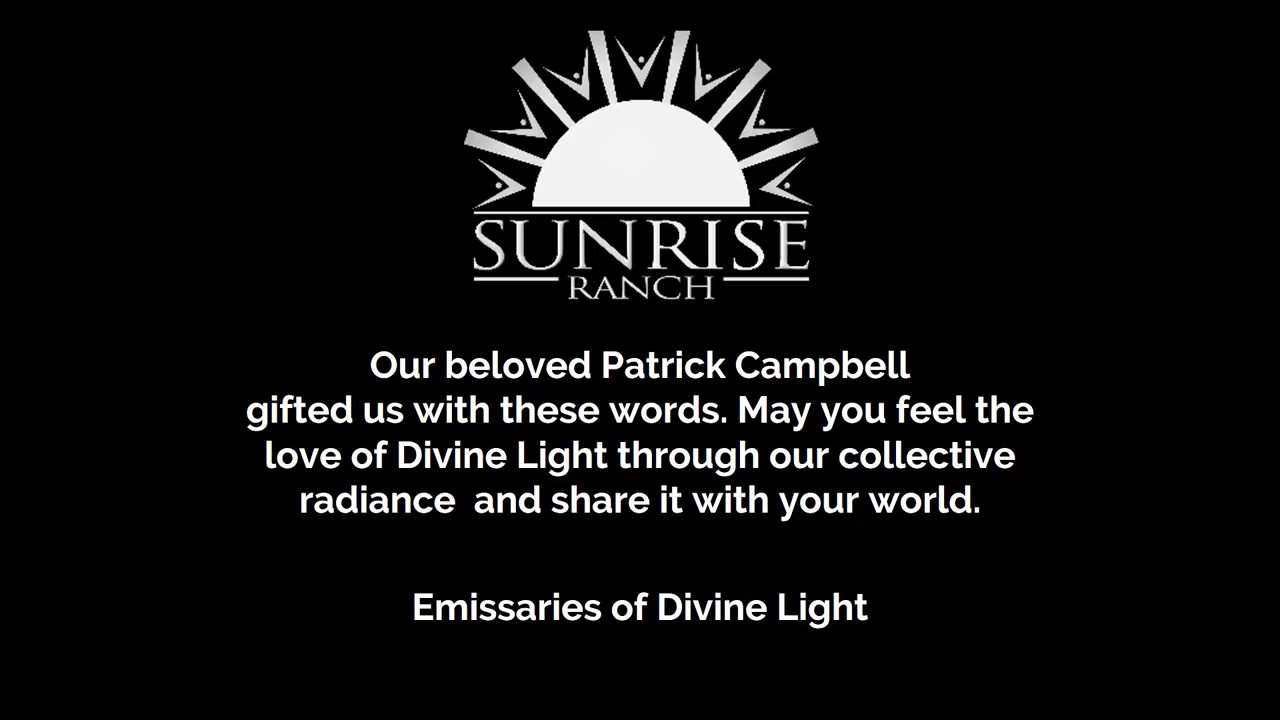 SUNRISE
RANCH
Our beloved Patrick Campbell
gifted us with these words. May you feel the
love of Divine Light through our collective
radiance  and share it with your world.
Emissaries of Divine Light